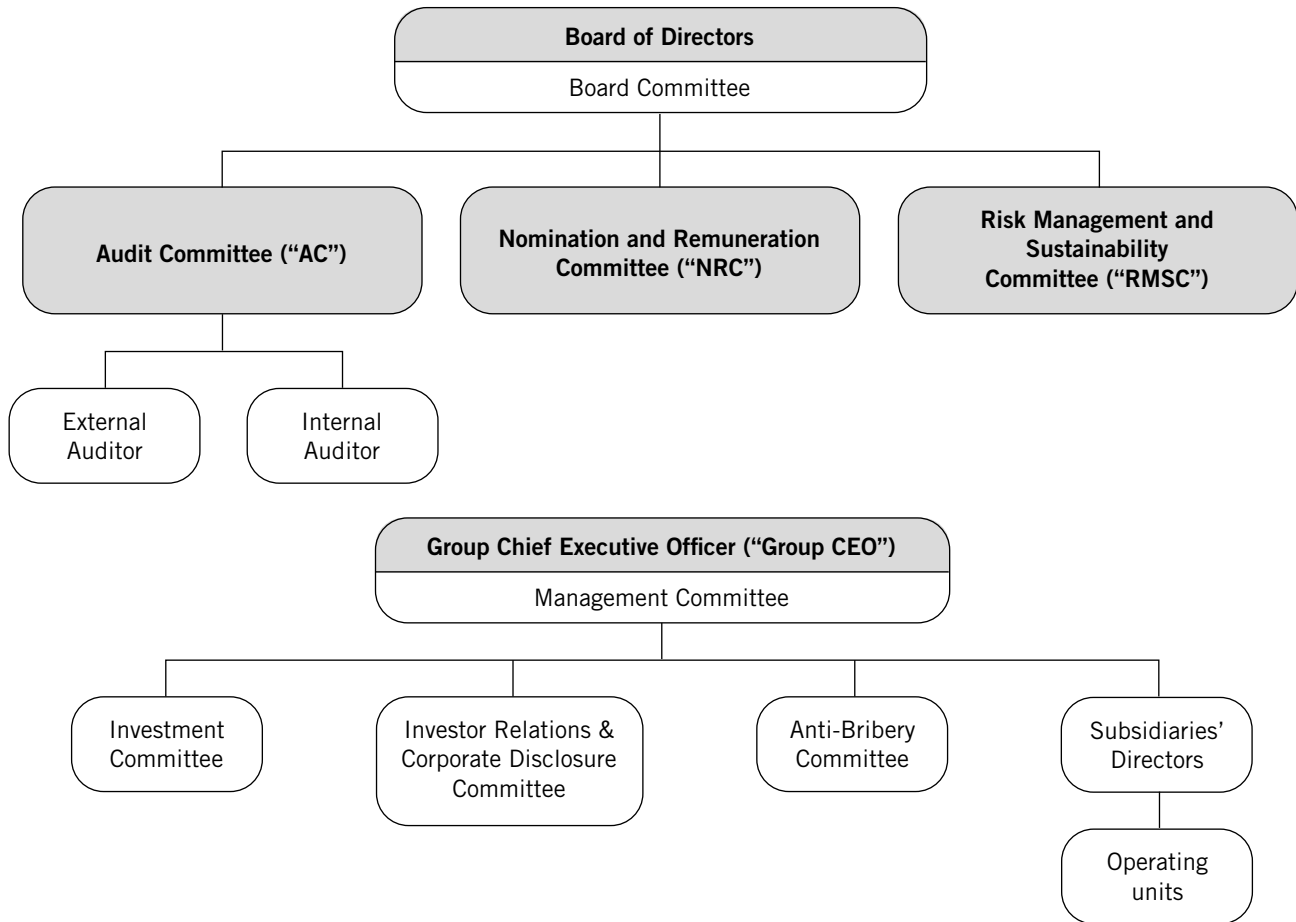 Board of Directors
Board Committee
Audit Committee (“AC”)
Nomination and Remuneration
Committee (“NRC”)
Risk Management and
Sustainability
Committee (“RMSC”)
External
Auditor
Internal
Auditor
Group Chief Executive Officer (“Group CEO”)
Management Committee
Investment
Committee
Investor Relations &
Corporate Disclosure
Committee
Anti-Bribery
Committee
Subsidiaries’
Directors
Operating
units